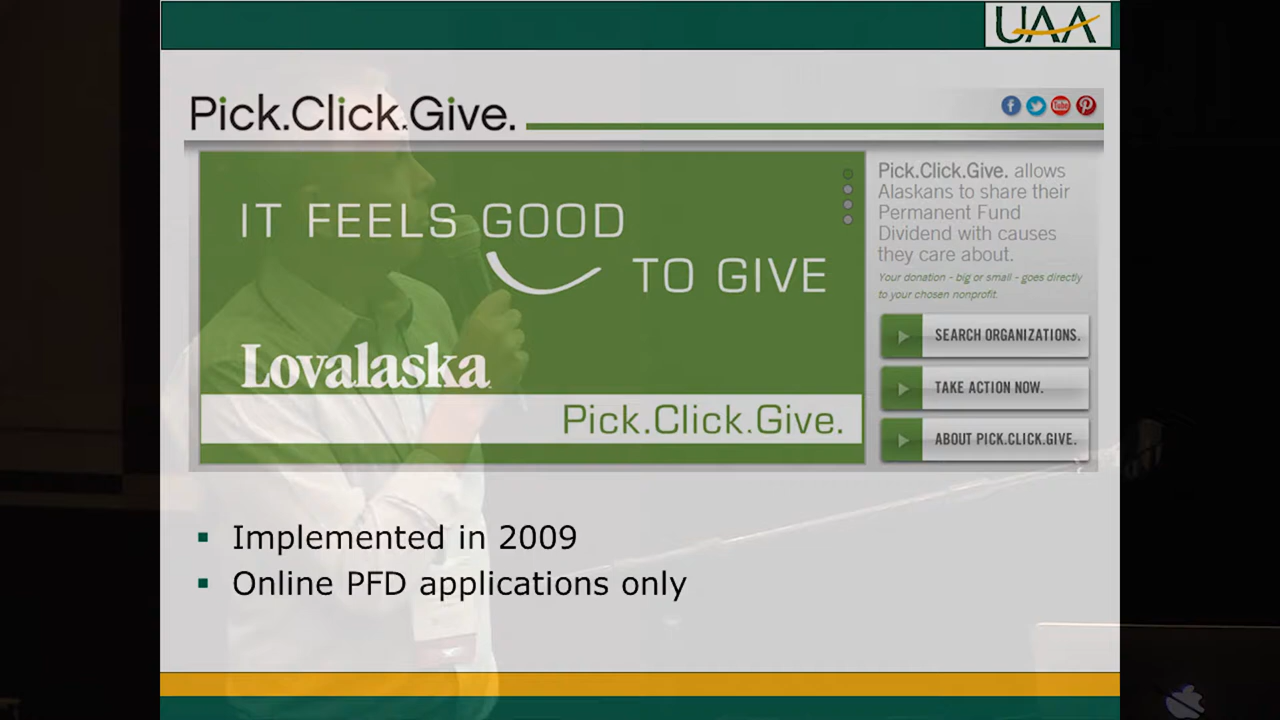 UAA
Pick.Click.Give.
IT FEELS GOOD
TO GIVE
Lovalaska
Pick.Click.Give.
Pick.Click.Give. allows
Alaskans to share their
Permanent Fund
Dividend with causes
they care about.
Your donation - big or small - goes directly
to your chosen nonprofit.
SEARCH ORGANIZATIONS.
TAKE ACTION NOW.
ABOUT PICK.CLICK.GIVE.
Implemented in 2009
Online PFD applications only